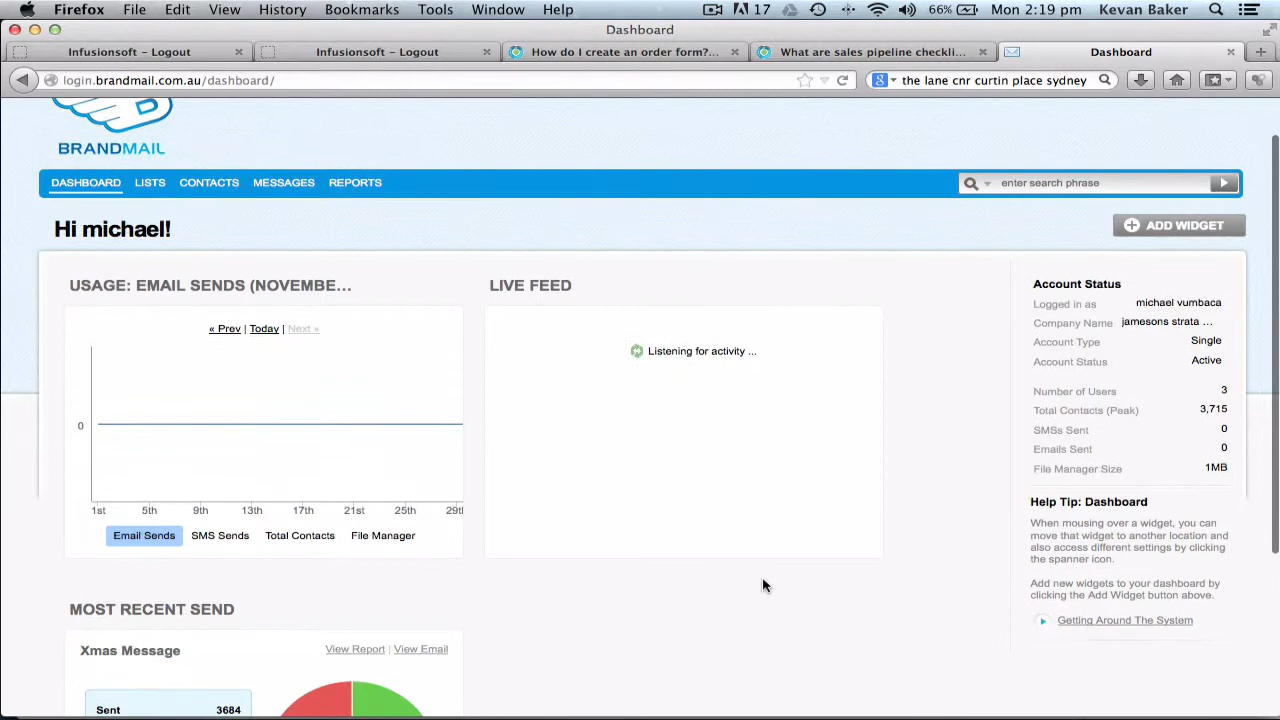 Firefox File Edit View History Bookmarks Tools Window Help 17 66% Mon 2:19 pm Kevan Baker
Dashboard
Infusionsoft - Logout × Infusionsoft - Logout × How do I create an order form?... × What are sales pipeline checkli... × Dashboard × +
login.brandmail.com.au/dashboard/ 8 the lane cnr curtin place sydney
BRANDMAIL
DASHBOARD LISTS CONTACTS MESSAGES REPORTS enter search phrase
Hi michael! ADD WIDGET
USAGE: EMAIL SENDS (NOVEMBE...
« Prev | Today | Next »
0
1st 5th 9th 13th 17th 21st 25th 29th
Email Sends SMS Sends Total Contacts File Manager
LIVE FEED
Listening for activity ...
Account Status
Logged in as michael vumbaca
Company Name jamesons strata ...
Account Type Single
Account Status Active
Number of Users 3
Total Contacts (Peak) 3,715
SMSs Sent 0
Emails Sent 0
File Manager Size 1MB
Help Tip: Dashboard
When mousing over a widget, you can
move that widget to another location and
also access different settings by clicking
the spanner icon.
Add new widgets to your dashboard by
clicking the Add Widget button above.
Getting Around The System
MOST RECENT SEND
Xmas Message View Report | View Email
Sent 3684